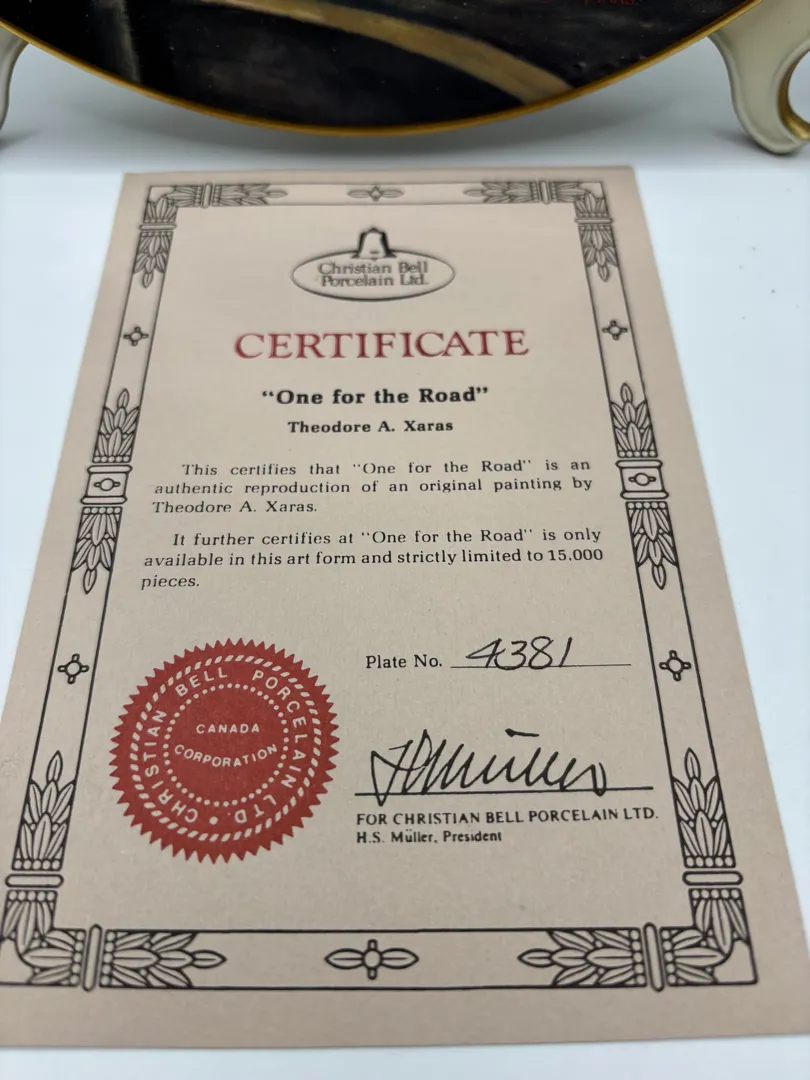 Christian Bell
Porcelain Ltd.
CERTIFICATE
“One for the Road”
Theodore A. Xaras
This certifies that “One for the Road” is an
authentic reproduction of an original painting by
Theodore A. Xaras.
It further certifies at “One for the Road” is only
available in this art form and strictly limited to 15,000
pieces.
Plate No. 4381
CHRISTIAN BELL PORCELAIN LTD.
CANADA
CORPORATION
H.S. Müller
FOR CHRISTIAN BELL PORCELAIN LTD.
H.S. Müller, President